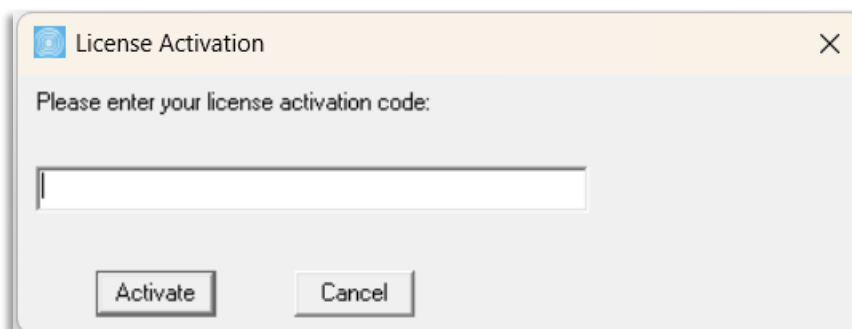 License Activation
Please enter your license activation code:
Activate Cancel